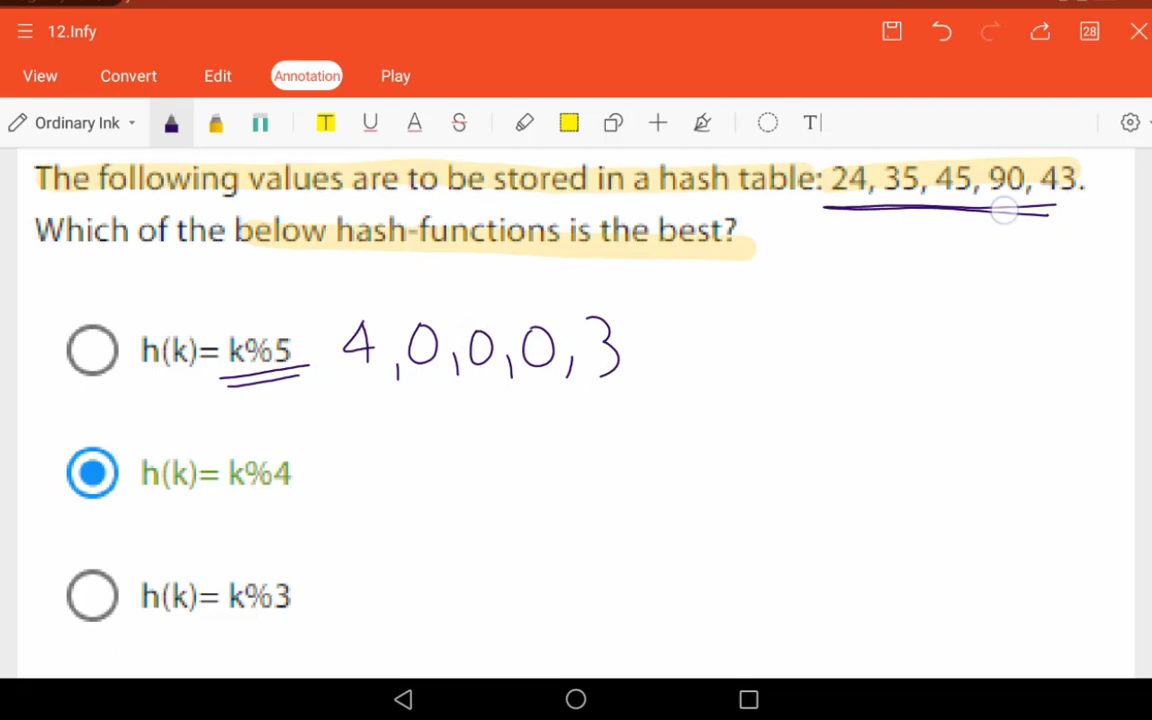 12.Infy
28
View Convert Edit Annotation Play
Ordinary Ink T U A S T
The following values are to be stored in a hash table: 24, 35, 45, 90, 43.
Which of the below hash-functions is the best?
h(k)= k%5 4,0,0,0,3
h(k)= k%4
h(k)= k%3